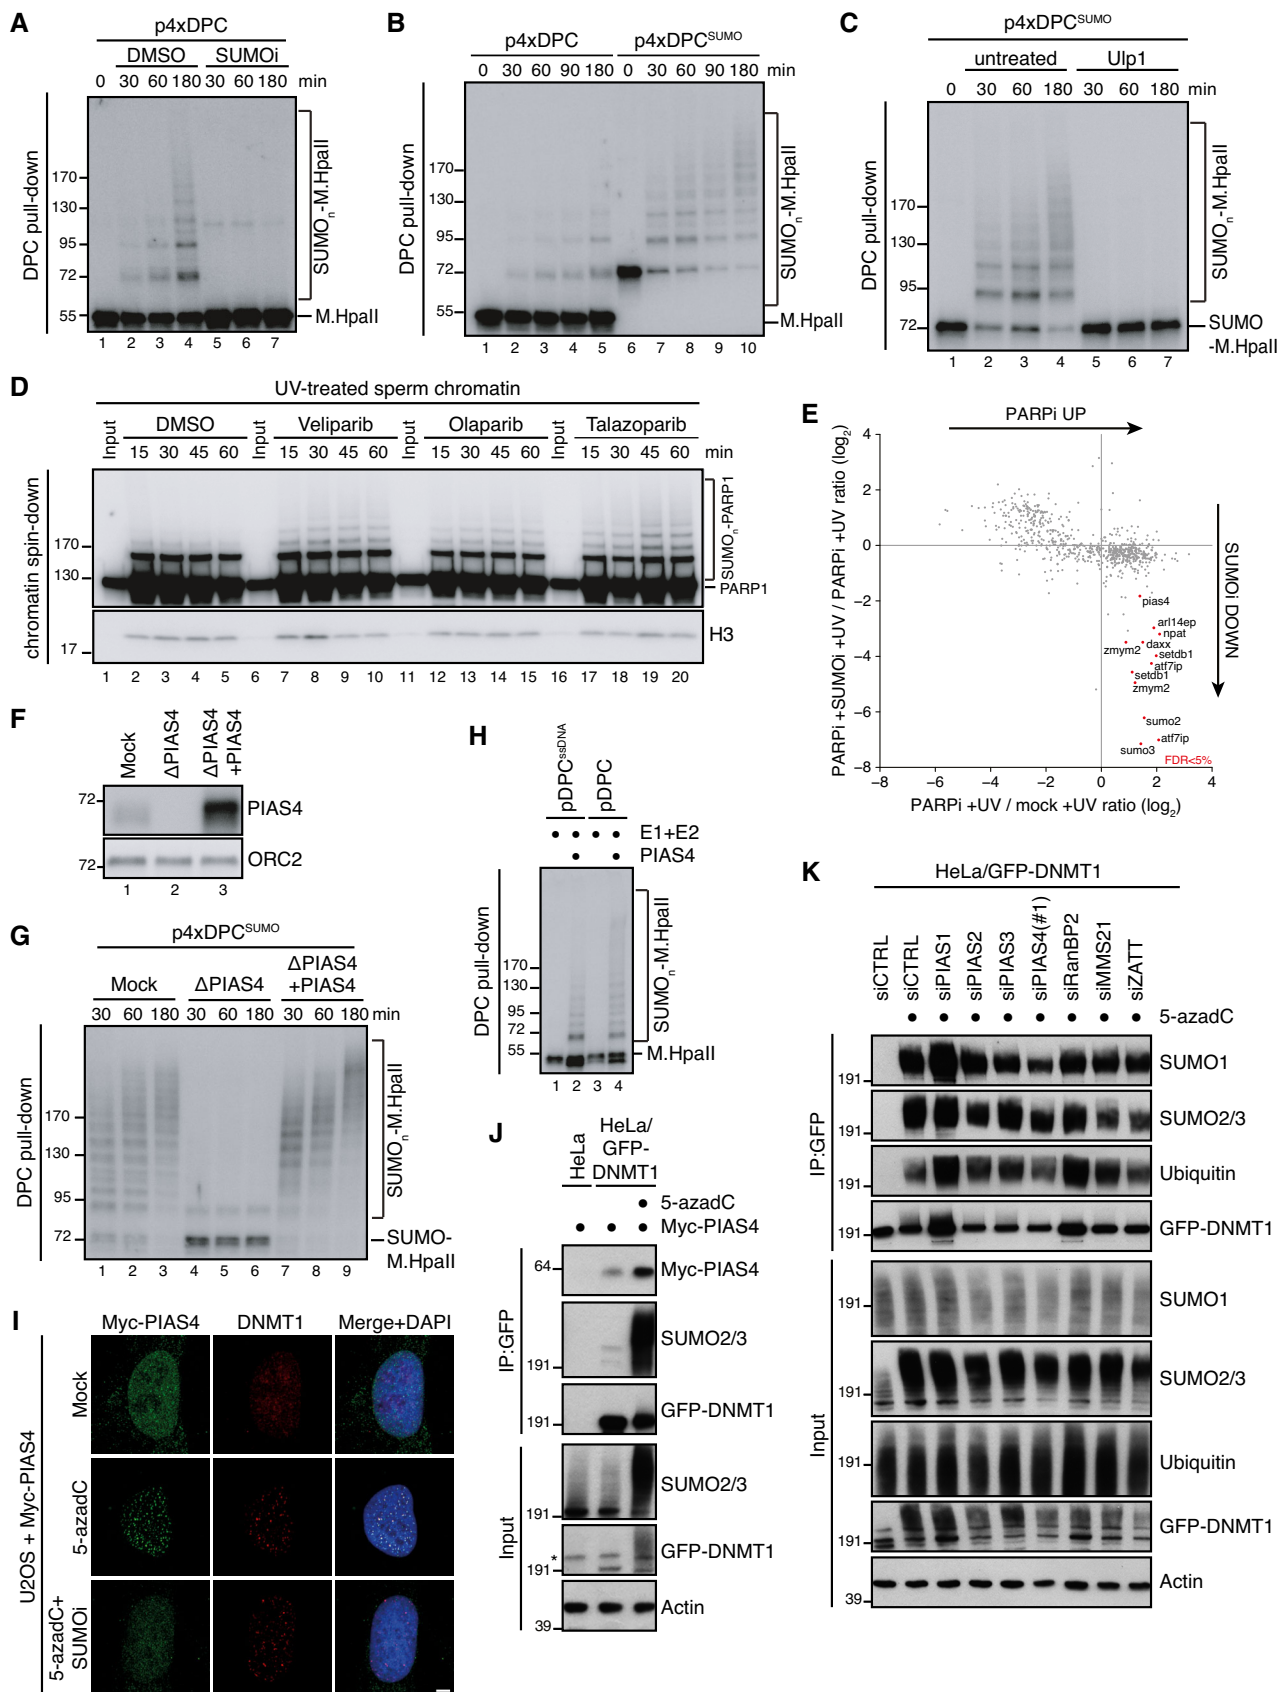 A
p4xDPC
DMSO SUMOi
0 30 60 180 30 60 180 min
DPC pull-down
170
130
95
72
55
SUMOn-M.HpaII
M.HpaII
1 2 3 4 5 6 7
B
p4xDPC p4xDPCSUMO
0 30 60 90 180 0 30 60 90 180 min
DPC pull-down
170
130
95
72
55
SUMOn-M.HpaII
M.HpaII
1 2 3 4 5 6 7 8 9 10
C
p4xDPCSUMO
untreated Ulp1
0 30 60 180 30 60 180 min
DPC pull-down
170
130
95
72
SUMOn-M.HpaII
SUMO
-M.HpaII
1 2 3 4 5 6 7
D
UV-treated sperm chromatin
DMSO Veliparib Olaparib Talazoparib
Input 15 30 45 60 Input 15 30 45 60 Input 15 30 45 60 Input 15 30 45 60 min
chromatin spin-down
170
130
17
SUMOn-PARP1
PARP1
H3
1 2 3 4 5 6 7 8 9 10 11 12 13 14 15 16 17 18 19 20
E
PARPi UP
SUMOi DOWN
PARPi +SUMOi +UV / PARPi +UV ratio (log2)
4
2
0
−2
−4
−6
−8
pias4
arl14ep
npat
zmym2
daxx
setdb1
atf7ip
setdb1
zmym2
sumo2
atf7ip
sumo3
FDR<5%
−8 −6 −4 −2 0 2 4
PARPi +UV / mock +UV ratio (log2)
F
Mock
ΔPIAS4
ΔPIAS4
+PIAS4
72
PIAS4
72
ORC2
1 2 3
G
p4xDPCSUMO
Mock ΔPIAS4 ΔPIAS4
+PIAS4
30 60 180 30 60 180 30 60 180 min
DPC pull-down
170
130
95
72
SUMOn-M.HpaII
SUMO-
M.HpaII
1 2 3 4 5 6 7 8 9
H
pDPCssDNA
pDPC
E1+E2
PIAS4
DPC pull-down
170
130
95
72
55
SUMOn-M.HpaII
M.HpaII
1 2 3 4
I
Myc-PIAS4 DNMT1 Merge+DAPI
U2OS + Myc-PIAS4
Mock
5-azadC
5-azadC+
SUMOi
J
HeLa
HeLa/
GFP-
DNMT1
5-azadC
Myc-PIAS4
IP:GFP
64
Myc-PIAS4
191
SUMO2/3
191
GFP-DNMT1
Input
191
SUMO2/3
*
191
GFP-DNMT1
39
Actin
K
HeLa/GFP-DNMT1
siCTRL
siCTRL
siPIAS1
siPIAS2
siPIAS3
siPIAS4(#1)
siRanBP2
siMMS21
siZATT
5-azadC
IP:GFP
191
SUMO1
191
SUMO2/3
191
Ubiquitin
191
GFP-DNMT1
Input
191
SUMO1
191
SUMO2/3
191
Ubiquitin
191
GFP-DNMT1
39
Actin